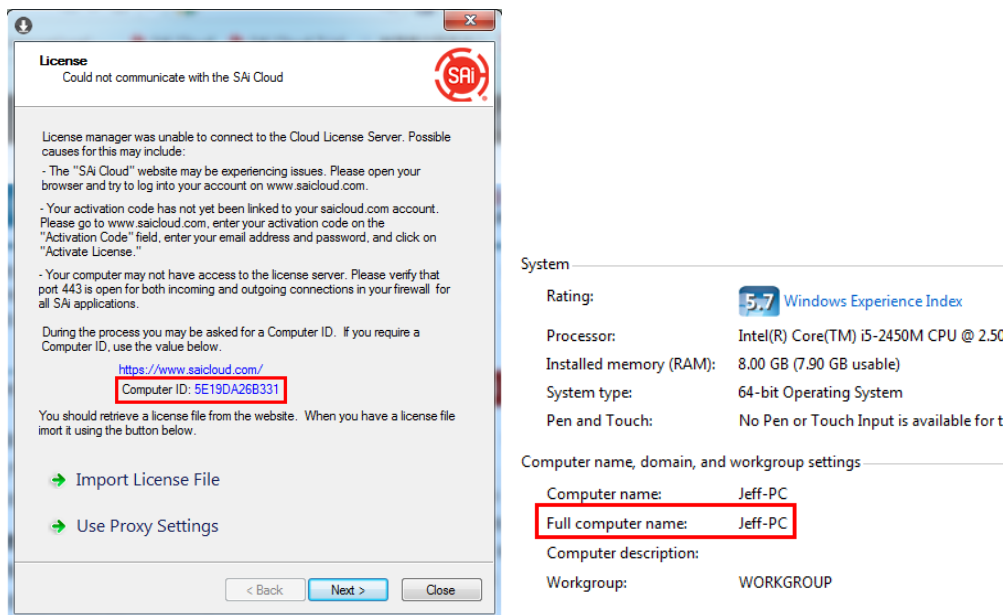 License
Could not communicate with the SAi Cloud
SAi
License manager was unable to connect to the Cloud License Server. Possible
causes for this may include:
- The "SAi Cloud" website may be experiencing issues. Please open your
browser and try to log into your account on www.saicloud.com.
- Your activation code has not yet been linked to your saicloud.com account.
Please go to www.saicloud.com, enter your activation code on the
"Activation Code" field, enter your email address and password, and click on
"Activate License."
- Your computer may not have access to the license server. Please verify that
port 443 is open for both incoming and outgoing connections in your firewall for
all SAi applications.
During the process you may be asked for a Computer ID. If you require a
Computer ID, use the value below.
https://www.saicloud.com/
Computer ID: 5E19DA26B331
You should retrieve a license file from the website. When you have a license file
imort it using the button below.
Import License File
Use Proxy Settings
< Back Next > Close
System
Rating: 5,7 Windows Experience Index
Processor: Intel(R) Core(TM) i5-2450M CPU @ 2.50
Installed memory (RAM): 8.00 GB (7.90 GB usable)
System type: 64-bit Operating System
Pen and Touch: No Pen or Touch Input is available for t
Computer name, domain, and workgroup settings
Computer name: Jeff-PC
Full computer name: Jeff-PC
Computer description:
Workgroup: WORKGROUP